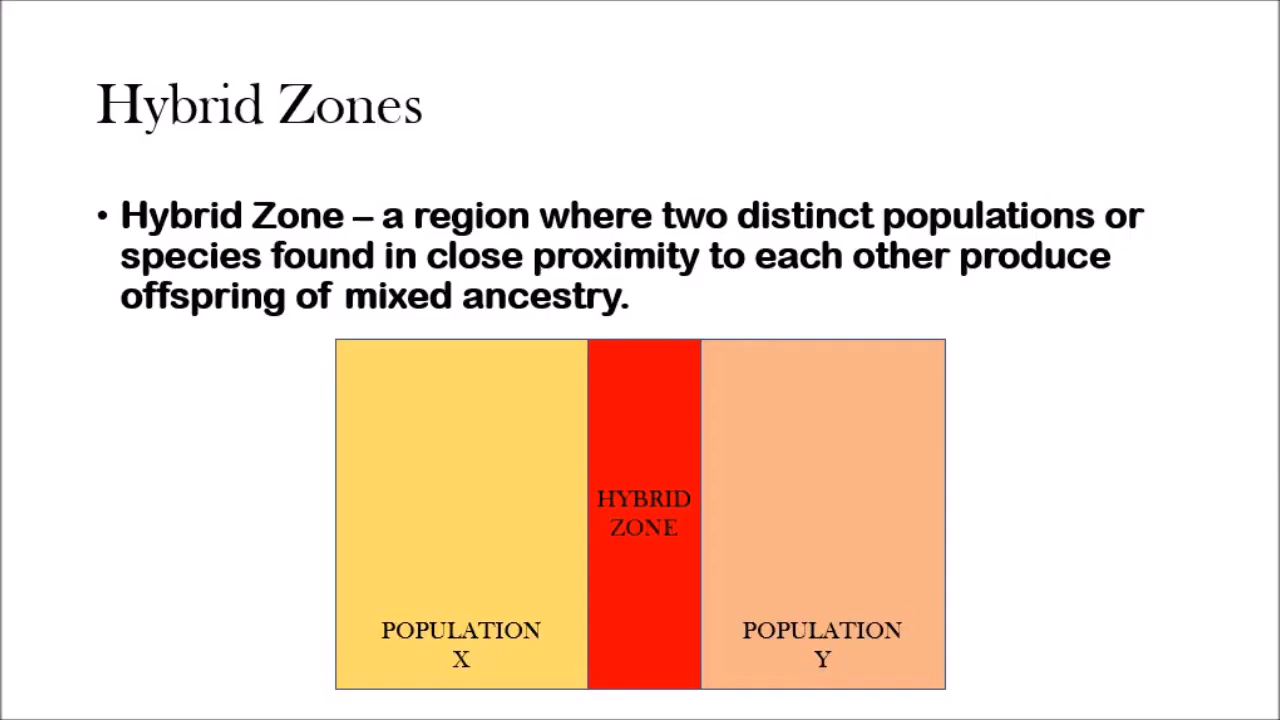 Hybrid Zones
• Hybrid Zone – a region where two distinct populations or
species found in close proximity to each other produce
offspring of mixed ancestry.
HYBRID
ZONE
POPULATION
X
POPULATION
Y